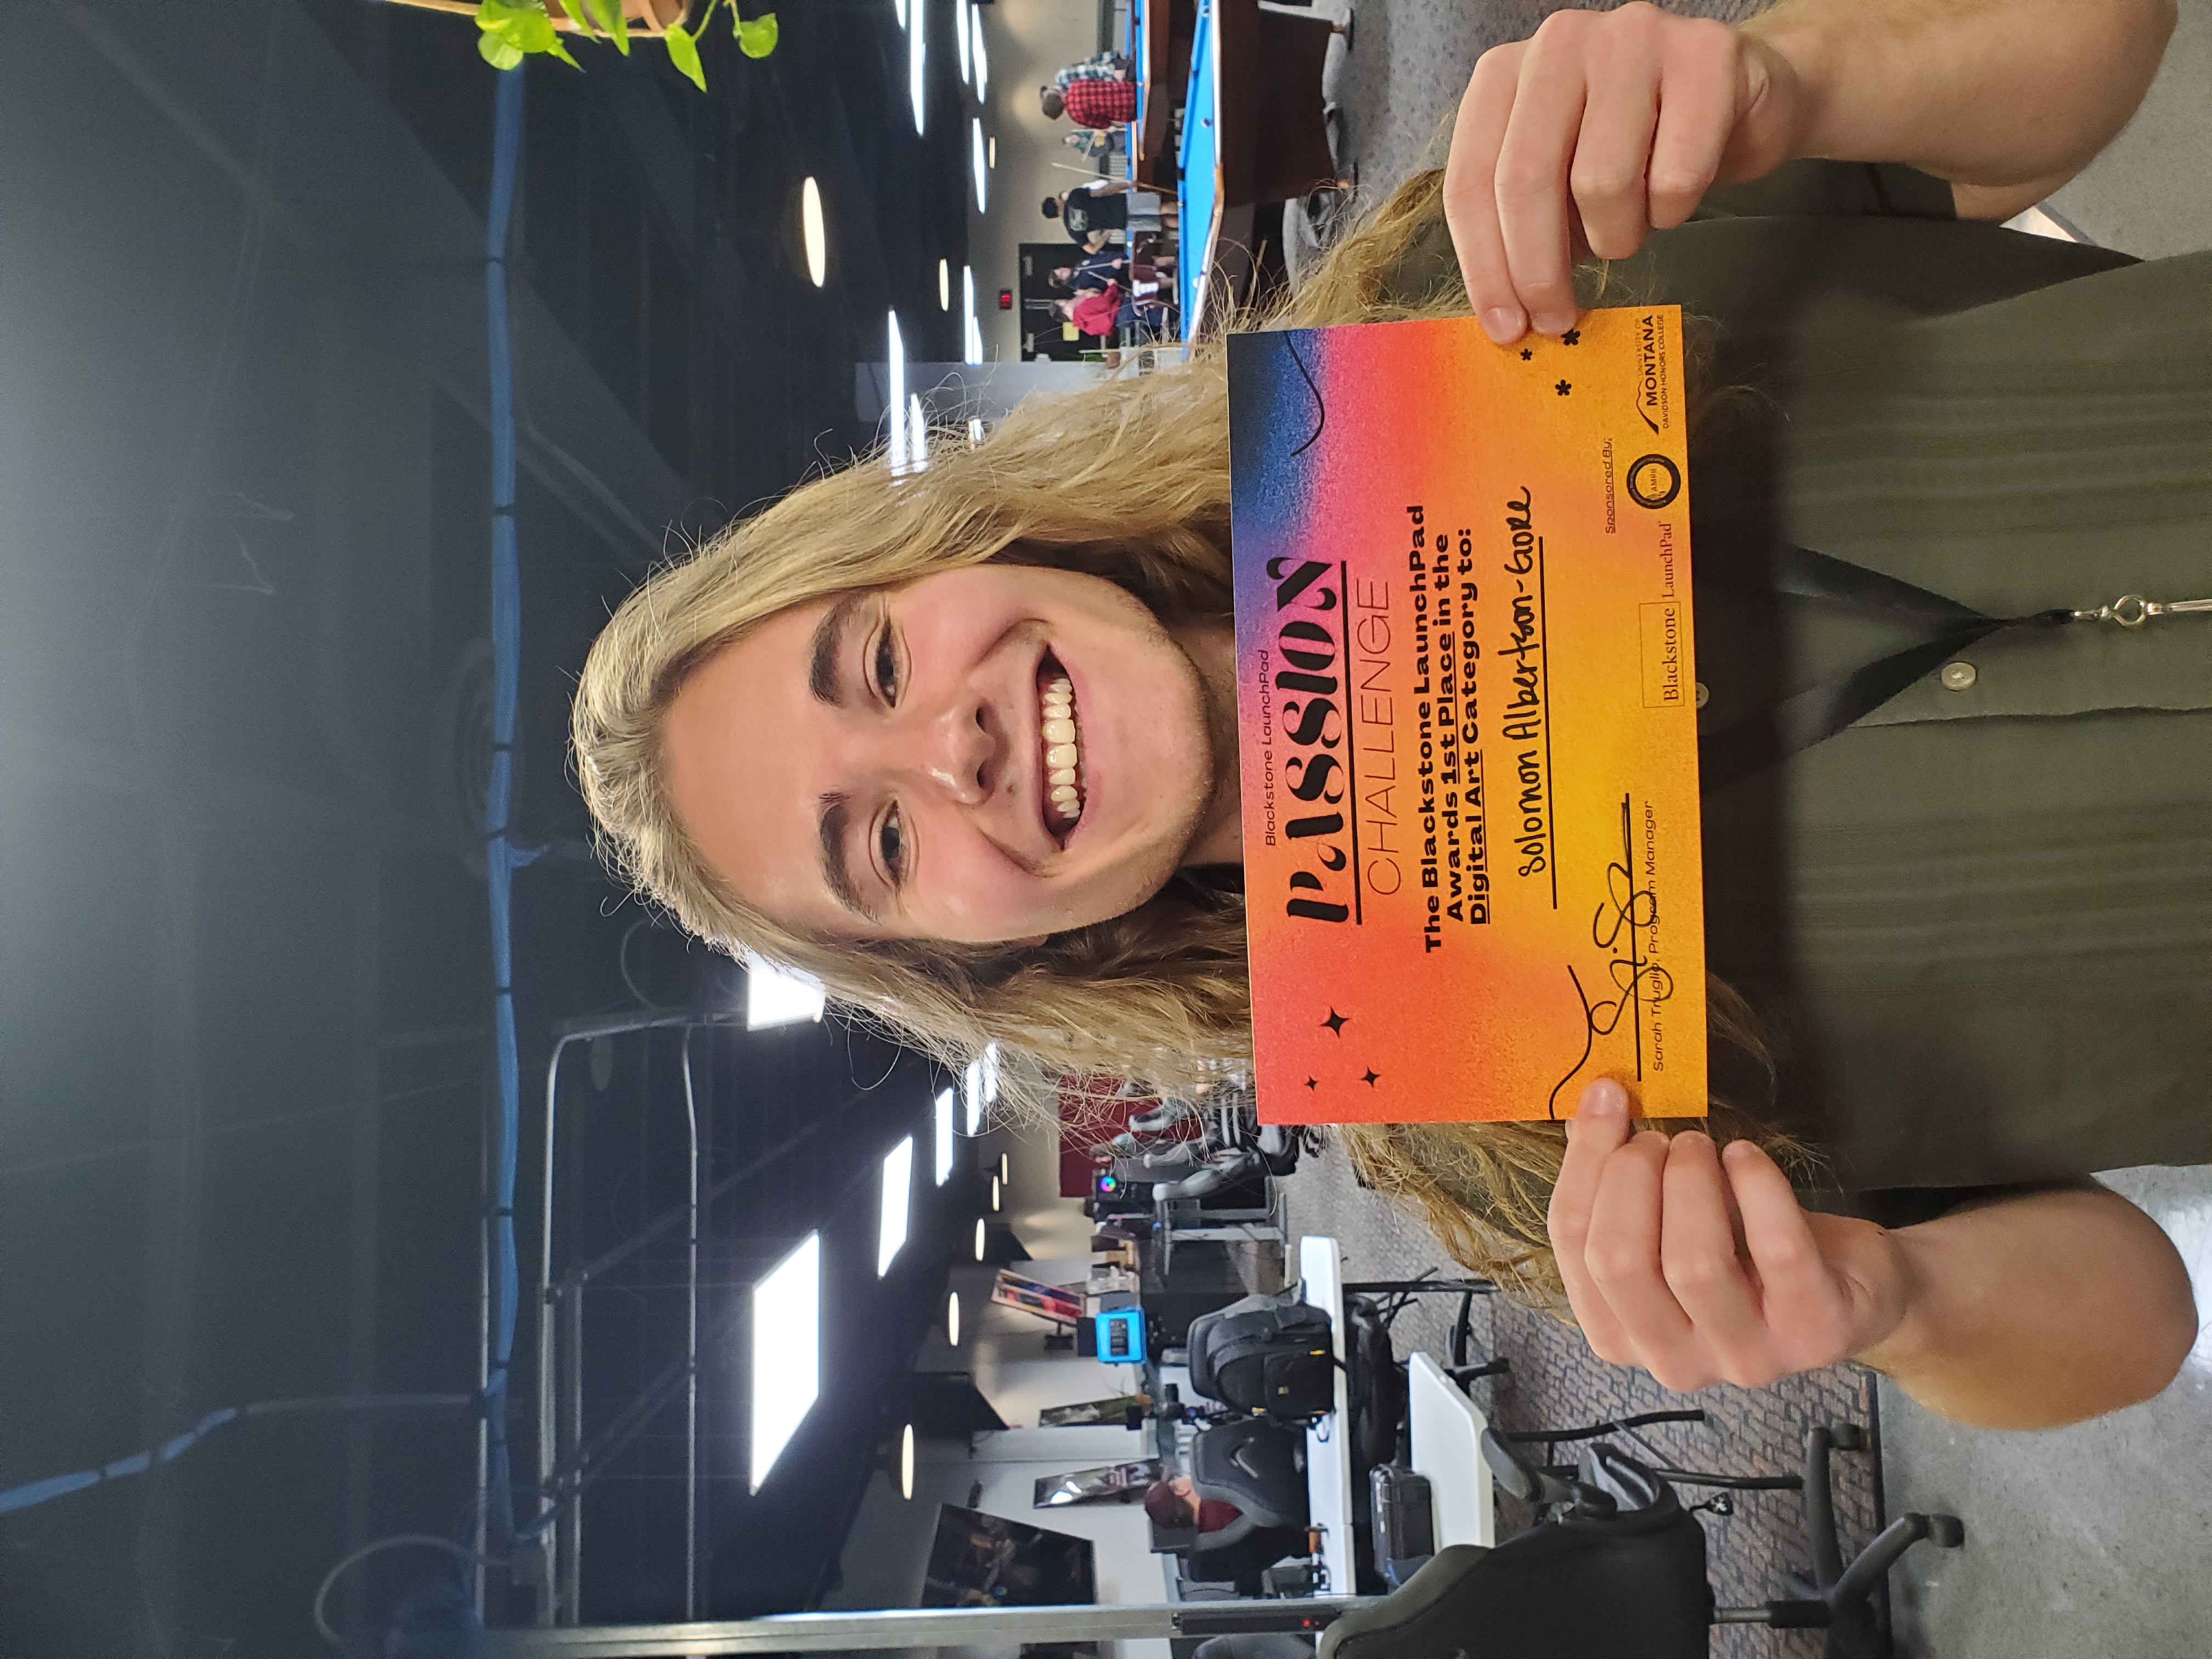 Blackstone LaunchPad
PASSION
CHALLENGE
The Blackstone LaunchPad
Awards 1st Place in the
Digital Art Category to:
Solomon Albertson-Gore
Sarah Truglio, Program Manager
Sponsored By:
Blackstone LaunchPad
AMRII
UNIVERSITY OF
MONTANA
DAVIDSON HONORS COLLEGE